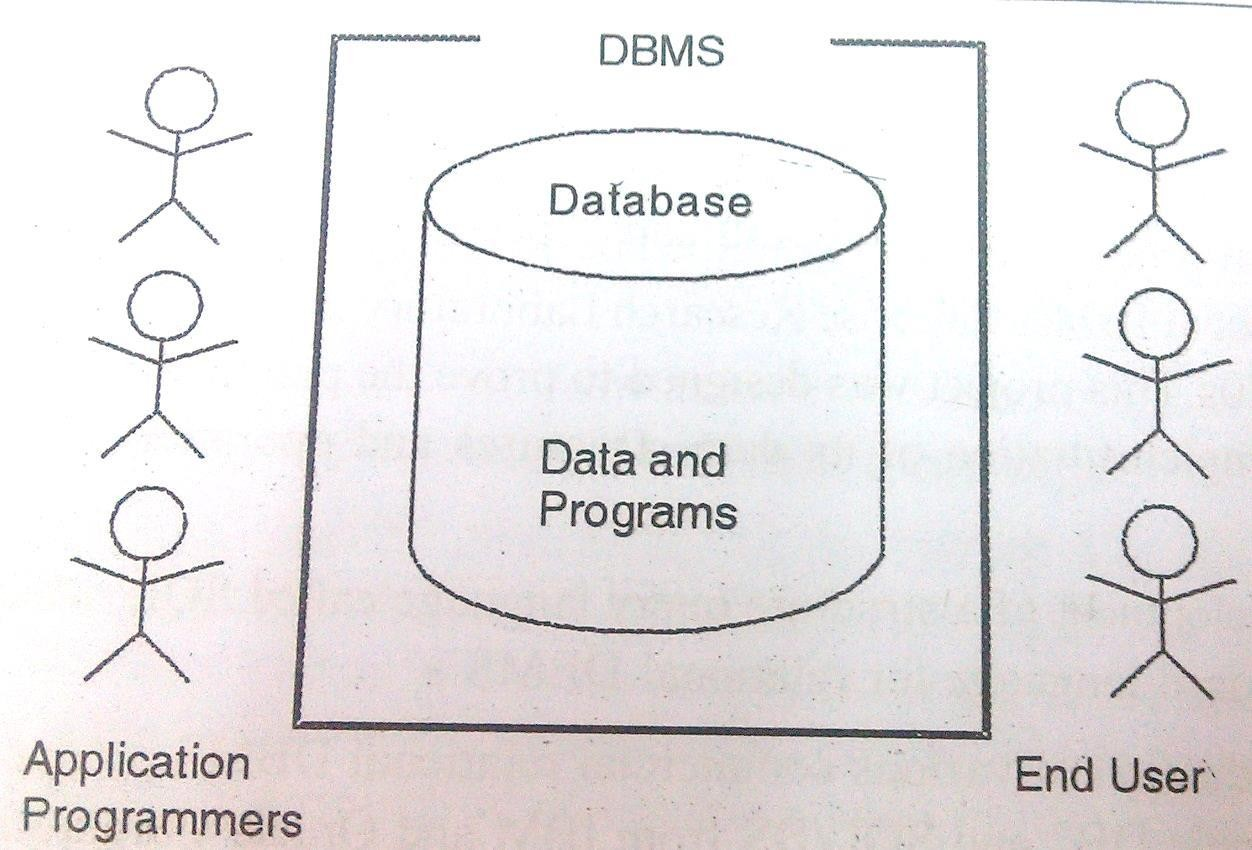 DBMS
Database
Data and
Programs
Application
Programmers
End User